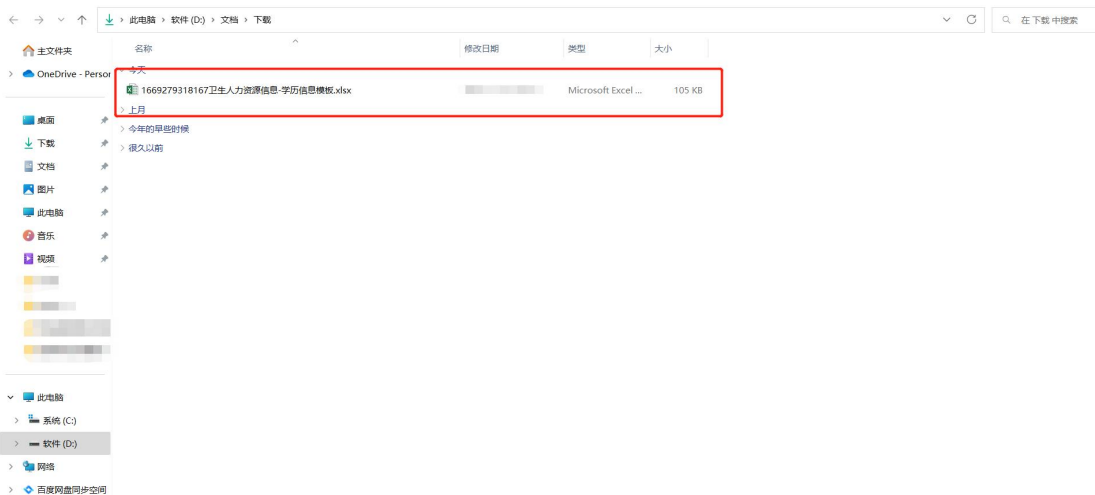 此电脑 › 软件 (D:) › 文档 › 下载
在 下载 中搜索
名称 修改日期 类型 大小
今天
1669279318167卫生人力资源信息-学历信息模板.xlsx Microsoft Excel ... 105 KB
上月
今年的早些时候
很久以前
主文件夹
OneDrive - Person
桌面
下载
文档
图片
此电脑
音乐
视频
此电脑
系统 (C:)
软件 (D:)
网络
百度网盘同步空间